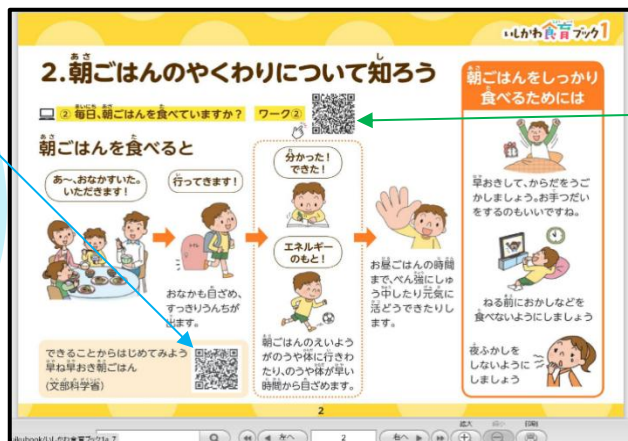 いしかわ食育ブック1
2.朝ごはんのやくわりについて知ろう
② 毎日、朝ごはんを食べていますか？ ワーク②
朝ごはんを食べると
あ～、おなかすいた。
いただきます！
行ってきます！
おなかも目ざめ、
すっきりうんちが
出ます。
分かった！
できた！
エネルギー
のもと！
朝ごはんのえいよう
がのうや体に行きわ
たり、のうや体が早い
時間から目ざめます。
お昼ごはんの時間
まで、べん強にしゅ
う中したり元気に
活どうできたりし
ます。
できることからはじめてみよう
早ね早おき朝ごはん
(文部科学省)
朝ごはんをしっかり
食べるためには
早おきして、からだをうご
かしましょう。お手つだい
をするのもいいですね。
ねる前におかしなどを
食べないようにしましょう
夜ふかしを
しないように
しましょう
2
左へ 2 右へ
拡大 縮小 印刷